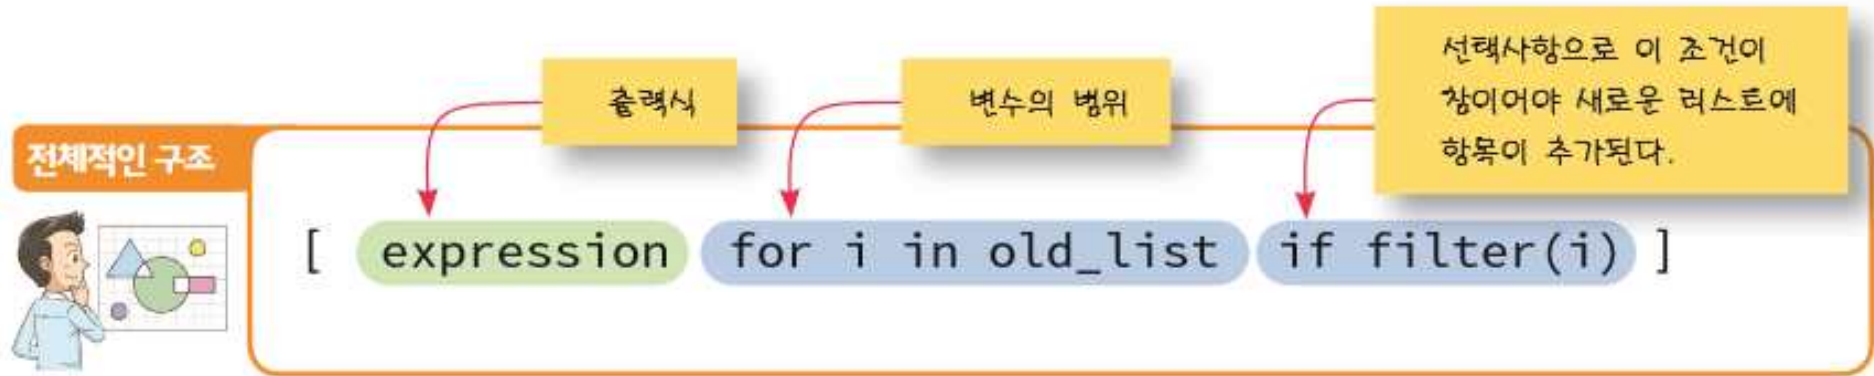 출력식
변수의 범위
선택사항으로 이 조건이
참이어야 새로운 리스트에
항목이 추가된다.
전체적인 구조
[ expression for i in old_list if filter(i) ]